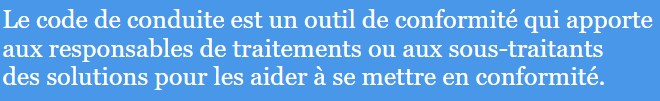 Le code de conduite est un outil de conformité qui apporte
aux responsables de traitements ou aux sous-traitants
des solutions pour les aider à se mettre en conformité.